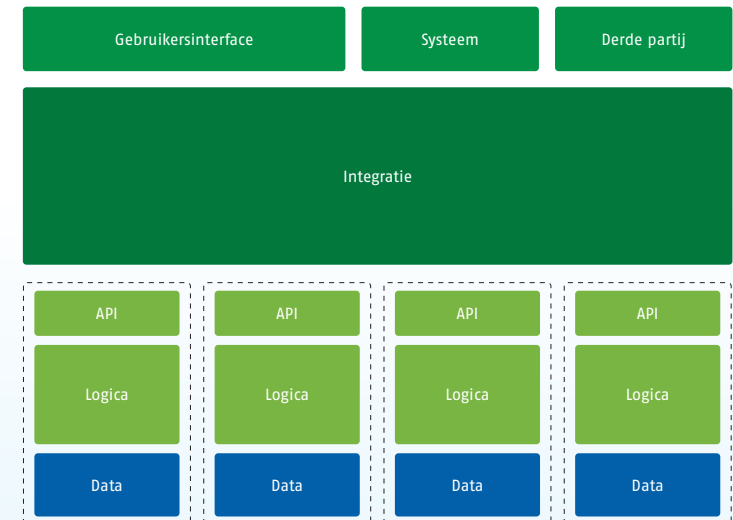 Gebruikersinterface
Systeem
Derde partij
Integratie
API
API
API
API
Logica
Logica
Logica
Logica
Data
Data
Data
Data